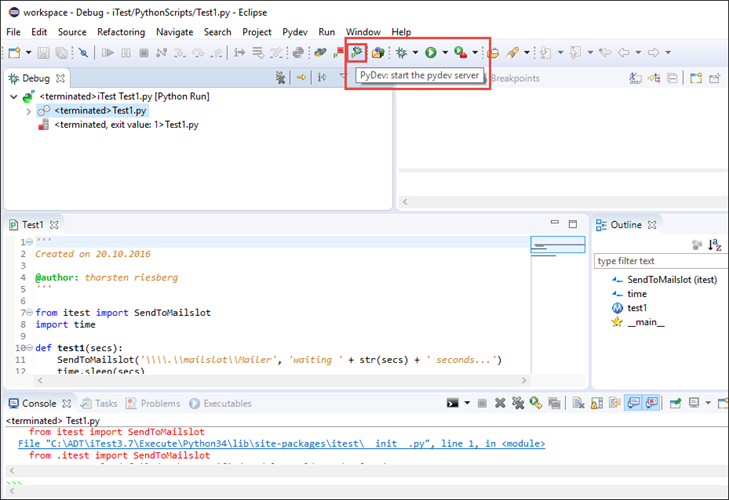 workspace - Debug - iTest/PythonScripts/Test1.py - Eclipse
File Edit Source Refactoring Navigate Search Project Pydev Run Window Help
PyDev: start the pydev server
Debug
Breakpoints
<terminated>iTest Test1.py [Python Run]
<terminated>Test1.py
<terminated, exit value: 1>Test1.py
Test1
1 '''
2 Created on 20.10.2016
3
4 @author: thorsten riesberg
5 '''
6
7 from itest import SendToMailslot
8 import time
9
10 def test1(secs):
11 SendToMailslot('\\\\.\\mailslot\\Mailer', 'waiting ' + str(secs) + ' seconds...')
12 time.sleep(secs)
Outline
type filter text
SendToMailslot (itest)
time
test1
__main__
Console Tasks Problems Executables
<terminated> Test1.py
from itest import SendToMailslot
File "C:\ADT\iTest3.7\Execute\Python34\lib\site-packages\itest\__init__.py", line 1, in <module>
from .itest import SendToMailslot
>>>